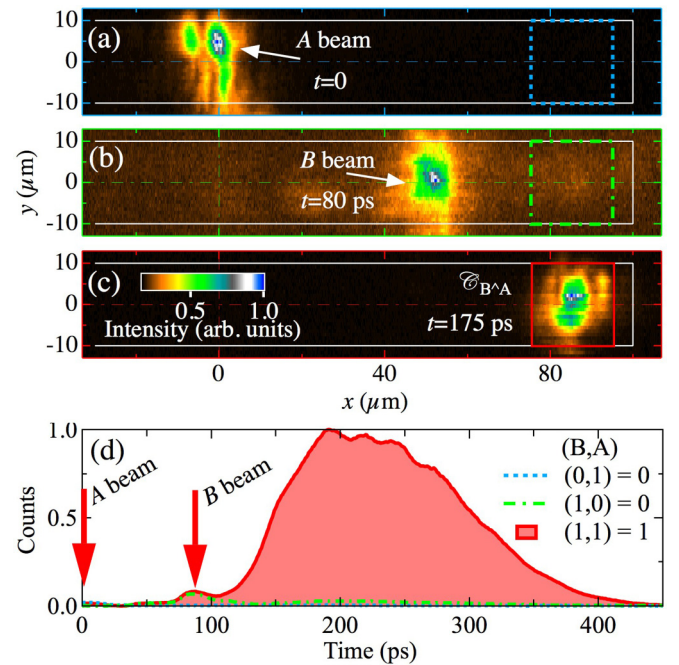 10
(a)
A beam
0
t=0
-10
10
(b)
B beam
y (μm)
0
t=80 ps
-10
10
(c)
𝒞B^A
0
0.5
1.0
t=175 ps
Intensity (arb. units)
-10
0
40
80
x (μm)
1.0
(d)
(B,A)
A beam
B beam
(0,1) = 0
(1,0) = 0
0.5
(1,1) = 1
Counts
0.0
0
100
200
300
400
Time (ps)